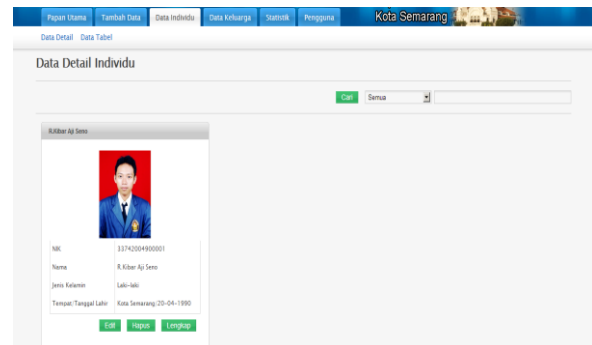 Papan Utama Tambah Data Data Individu Data Keluarga Statistik Pengguna Kota Semarang
Data Detail Data Tabel
Data Detail Individu
Cari Semua
R.Kibar Aji Seno
NIK 33742004900001
Nama R.Kibar Aji Seno
Jenis Kelamin Laki-laki
Tempat/Tanggal Lahir Kota Semarang/20-04-1990
Edit Hapus Lengkap